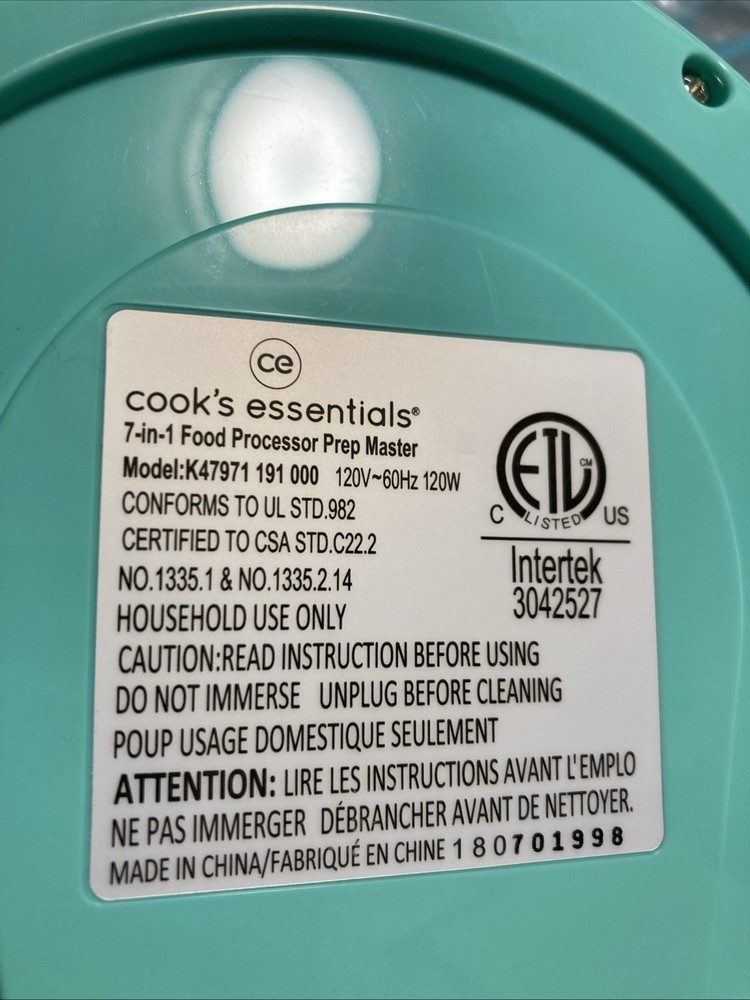 ce
cook's essentials®
7-in-1 Food Processor Prep Master
Model:K47971 191 000 120V~60Hz 120W
CONFORMS TO UL STD.982
CERTIFIED TO CSA STD.C22.2
NO.1335.1 & NO.1335.2.14
HOUSEHOLD USE ONLY
CAUTION:READ INSTRUCTION BEFORE USING
DO NOT IMMERSE UNPLUG BEFORE CLEANING
POUP USAGE DOMESTIQUE SEULEMENT
ATTENTION: LIRE LES INSTRUCTIONS AVANT L'EMPLO
NE PAS IMMERGER DÉBRANCHER AVANT DE NETTOYER.
MADE IN CHINA/FABRIQUÉ EN CHINE 180701998
ETL CM
C LISTED US
Intertek
3042527